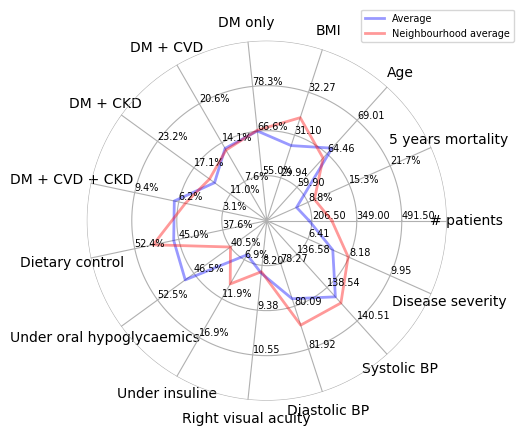 Average
Neighbourhood average
DM only
BMI
DM + CVD
Age
DM + CKD
5 years mortality
DM + CVD + CKD
# patients
Dietary control
Disease severity
Under oral hypoglycaemics
Systolic BP
Under insuline
Diastolic BP
Right visual acuity
78.3%
66.6%
55.0%
32.27
31.10
29.94
69.01
64.46
59.90
21.7%
15.3%
8.8%
206.50
349.00
491.50
20.6%
14.1%
7.6%
23.2%
17.1%
11.0%
9.4%
6.2%
3.1%
52.4%
45.0%
37.6%
52.5%
46.5%
40.5%
16.9%
11.9%
6.9%
10.55
9.38
8.20
81.92
80.09
78.27
140.51
138.54
136.58
9.95
8.18
6.41